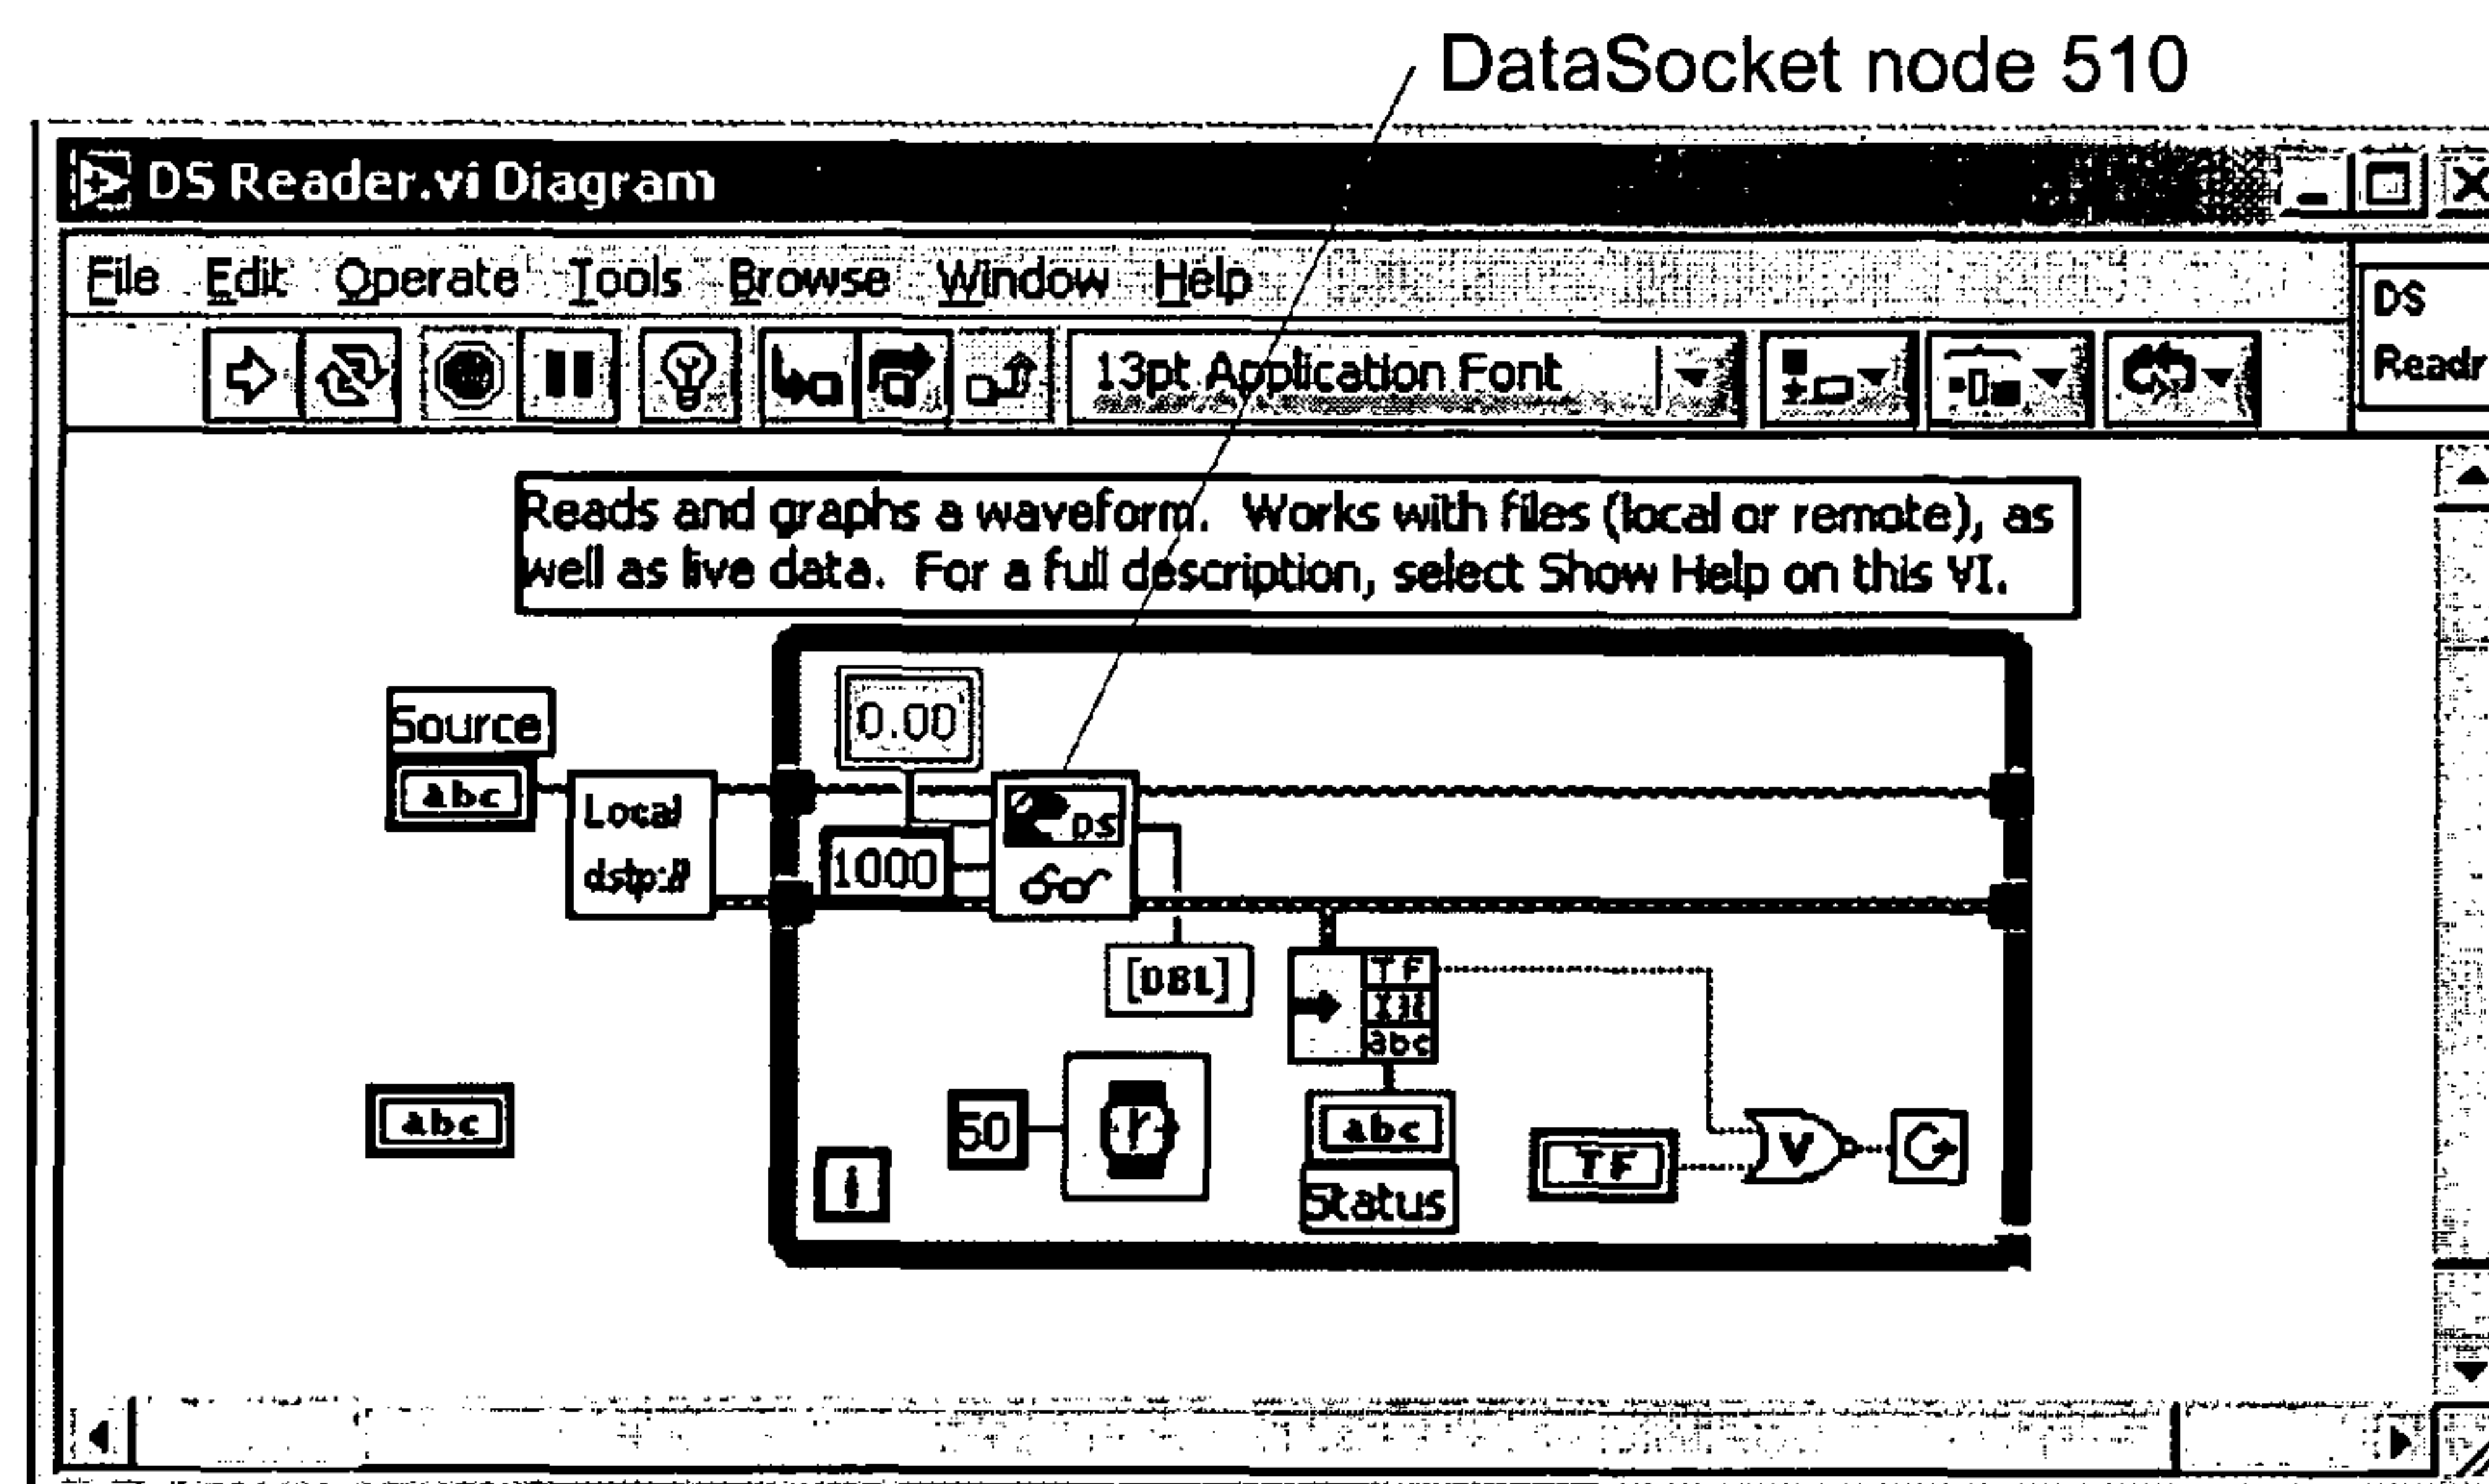 DataSocket node 510
DS Reader.vi Diagram
File Edit Operate Tools Browse Window Help
DS
Readr
13pt Application Font
Reads and graphs a waveform. Works with files (local or remote), as
well as live data. For a full description, select Show Help on this VI.
Source
abc
Local
dstp://
0.00
1000
DS
[DBL]
TF
abc
abc
50
i
abc
Status
TF
V